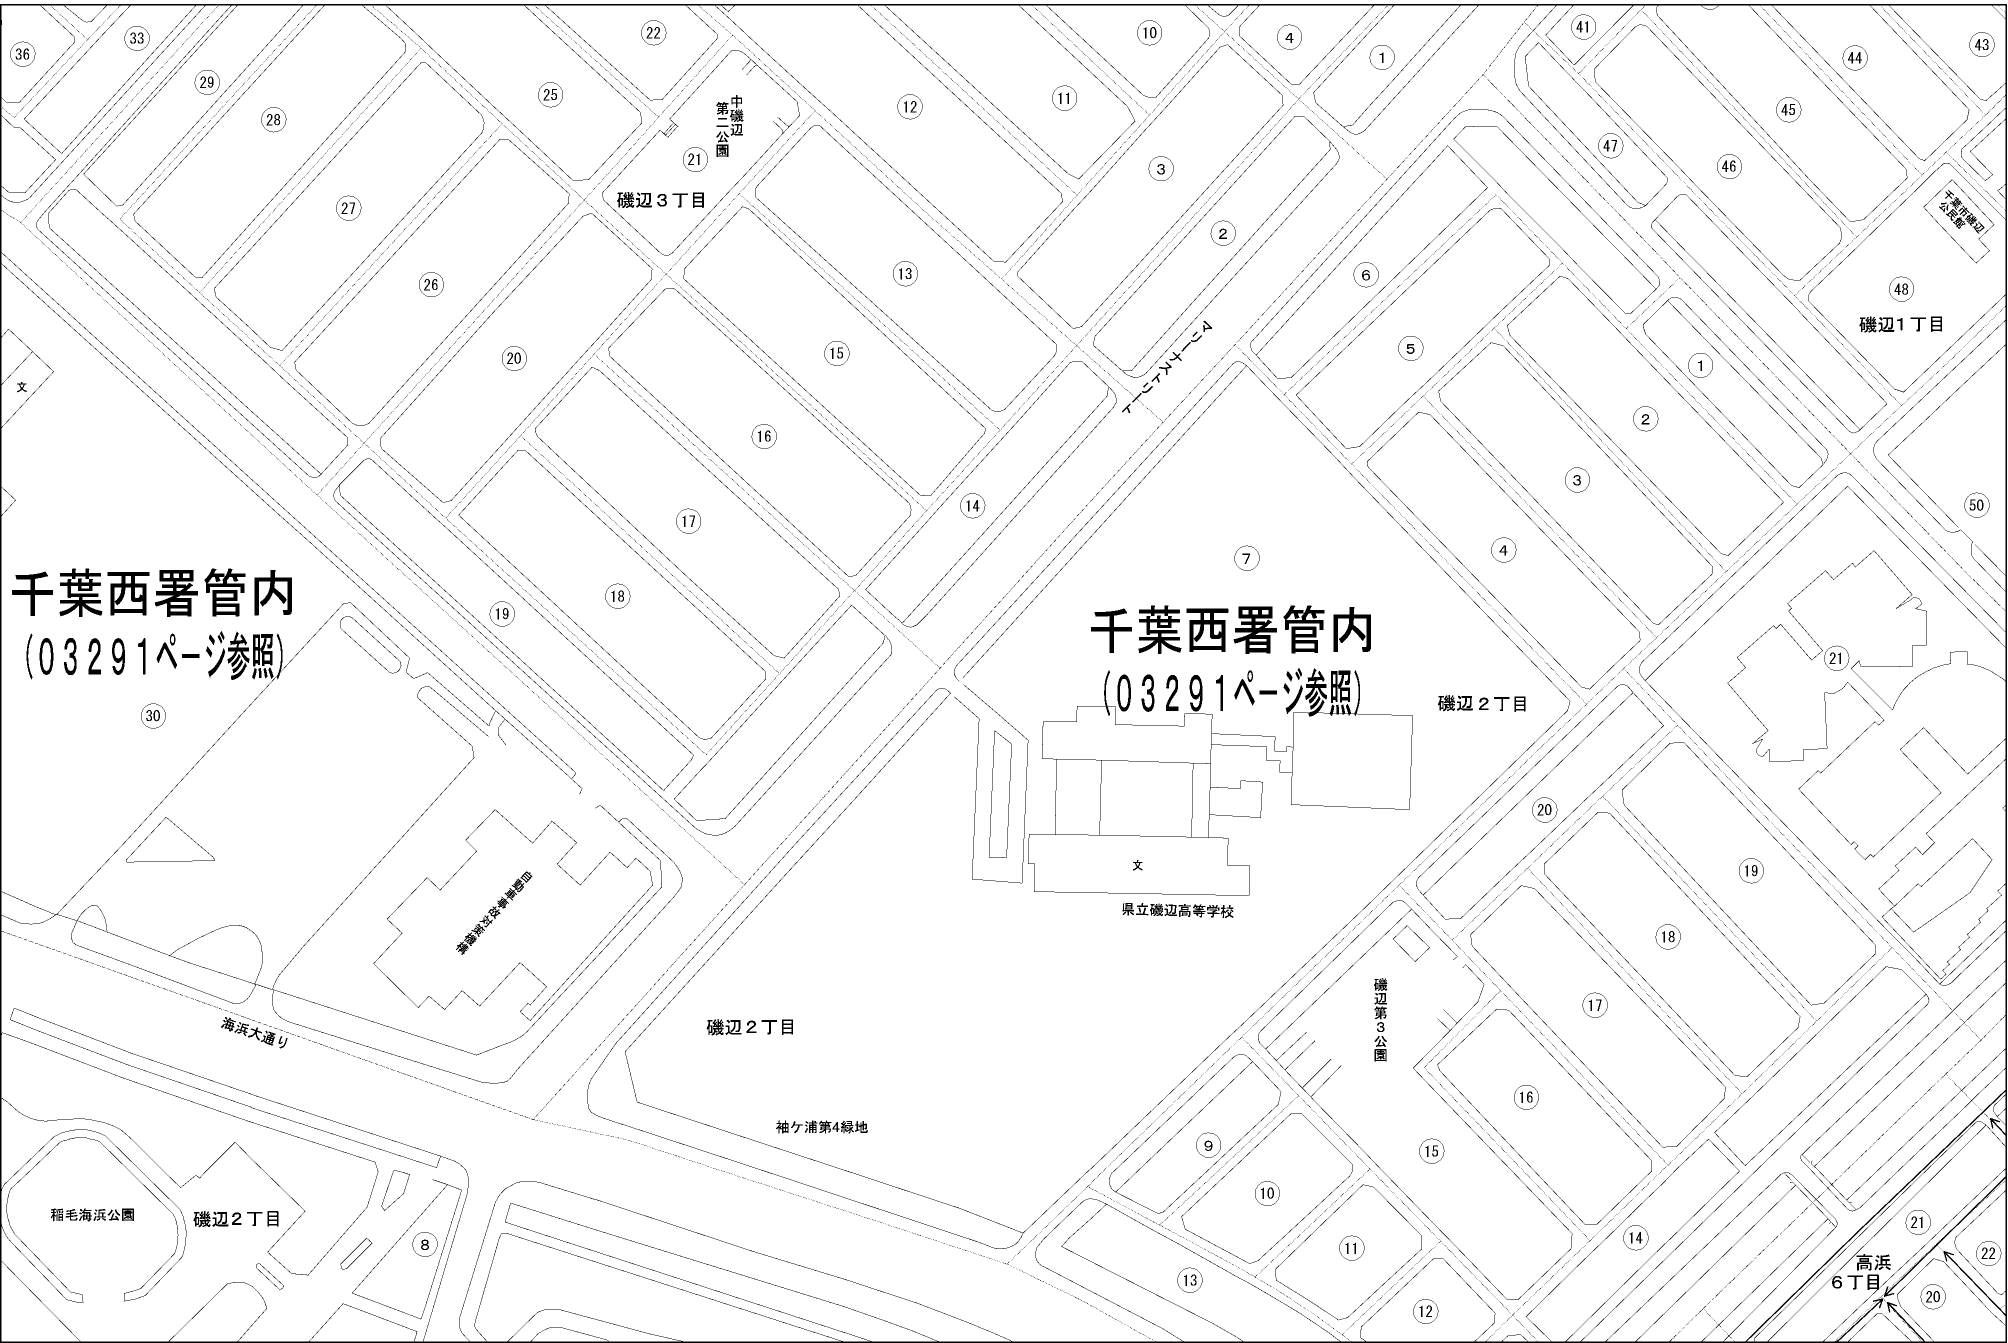 36
33
22
10
4
1
41
44
43
29
25
12
11
45
28
中磯辺
第二公園
21
3
47
46
27
磯辺３丁目
2
千葉市磯辺
公民館
26
13
6
48
磯辺１丁目
マリーナストリート
20
15
5
1
文
16
2
14
3
50
17
7
4
千葉西署管内
(０３２９１ページ参照)
19
18
千葉西署管内
(０３２９１ページ参照)
21
30
磯辺２丁目
20
自動車事故対策機構
文
県立磯辺高等学校
19
18
磯辺第３公園
17
海浜大通り
磯辺２丁目
16
袖ケ浦第4緑地
9
15
10
稲毛海浜公園
磯辺２丁目
8
11
14
21
13
高浜
６丁目
22
12
20